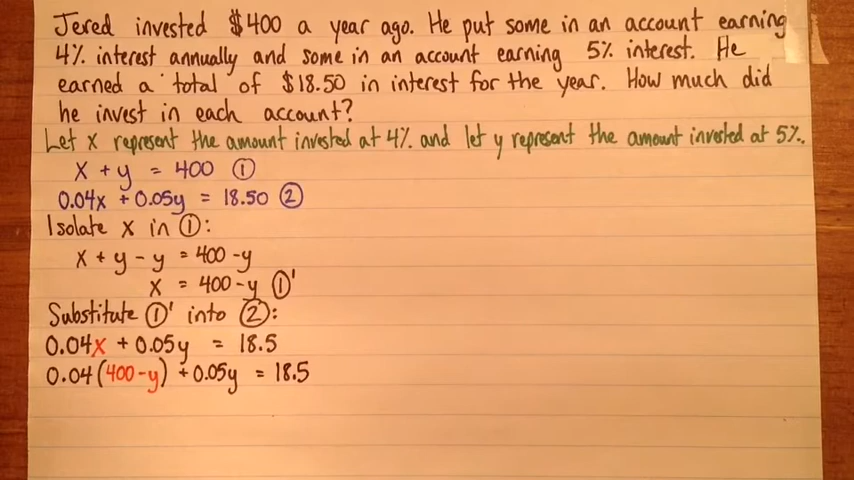 Jered invested $400 a year ago. He put some in an account earning
4% interest annually and some in an account earning 5% interest. He
earned a total of $18.50 in interest for the year. How much did
he invest in each account?
Let x represent the amount invested at 4% and let y represent the amount invested at 5%.
x + y = 400 ①
0.04x + 0.05y = 18.50 ②
Isolate x in ①:
x + y - y = 400 - y
x = 400 - y ①'
Substitute ①' into ②:
0.04x + 0.05y = 18.5
0.04(400 - y) + 0.05y = 18.5